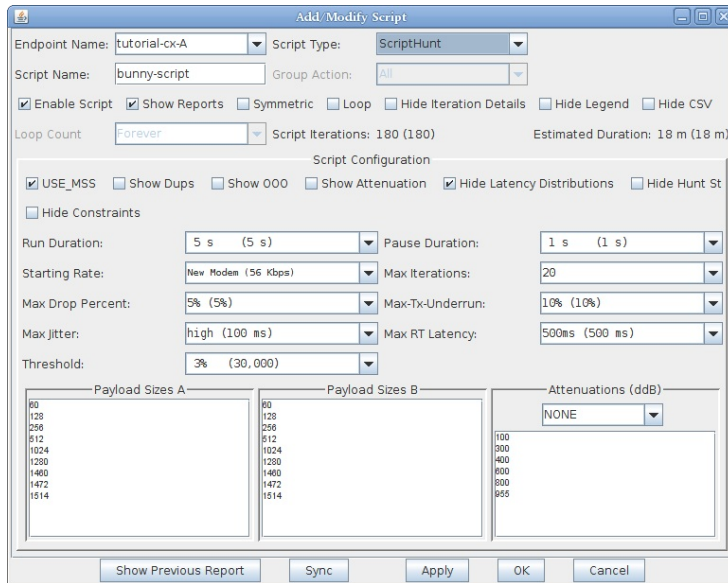 Add/Modify Script
Endpoint Name: tutorial-cx-A Script Type: ScriptHunt
Script Name: bunny-script Group Action: All
Enable Script Show Reports Symmetric Loop Hide Iteration Details Hide Legend Hide CSV
Loop Count Forever Script Iterations: 180 (180) Estimated Duration: 18 m (18 m)
Script Configuration
USE_MSS Show Dups Show OOO Show Attenuation Hide Latency Distributions Hide Hunt St
Hide Constraints
Run Duration: 5 s (5 s) Pause Duration: 1 s (1 s)
Starting Rate: New Modem (56 Kbps) Max Iterations: 20
Max Drop Percent: 5% (5%) Max-Tx-Underrun: 10% (10%)
Max Jitter: high (100 ms) Max RT Latency: 500ms (500 ms)
Threshold: 3% (30,000)
Payload Sizes A
60
128
256
512
1024
1280
1460
1472
1514
Payload Sizes B
60
128
256
512
1024
1280
1460
1472
1514
Attenuations (ddB)
NONE
100
300
400
600
800
955
Show Previous Report Sync Apply OK Cancel